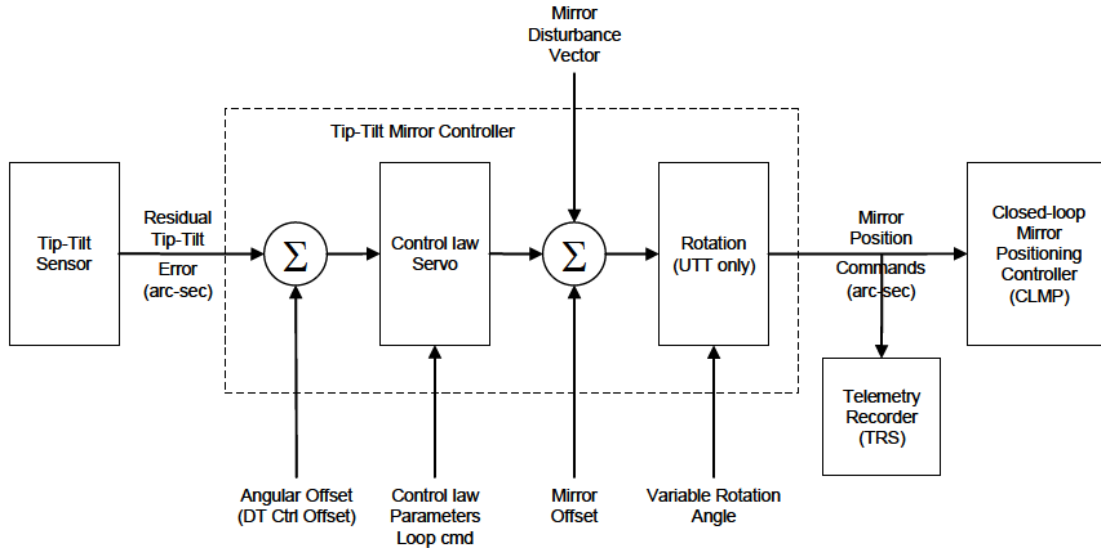 Mirror
Disturbance
Vector
Tip-Tilt Mirror Controller
Tip-Tilt
Sensor
Residual
Tip-Tilt
Error
(arc-sec)
Σ
Control law
Servo
Σ
Rotation
(UTT only)
Mirror
Position
Commands
(arc-sec)
Closed-loop
Mirror
Positioning
Controller
(CLMP)
Telemetry
Recorder
(TRS)
Angular Offset
(DT Ctrl Offset)
Control law
Parameters
Loop cmd
Mirror
Offset
Variable Rotation
Angle